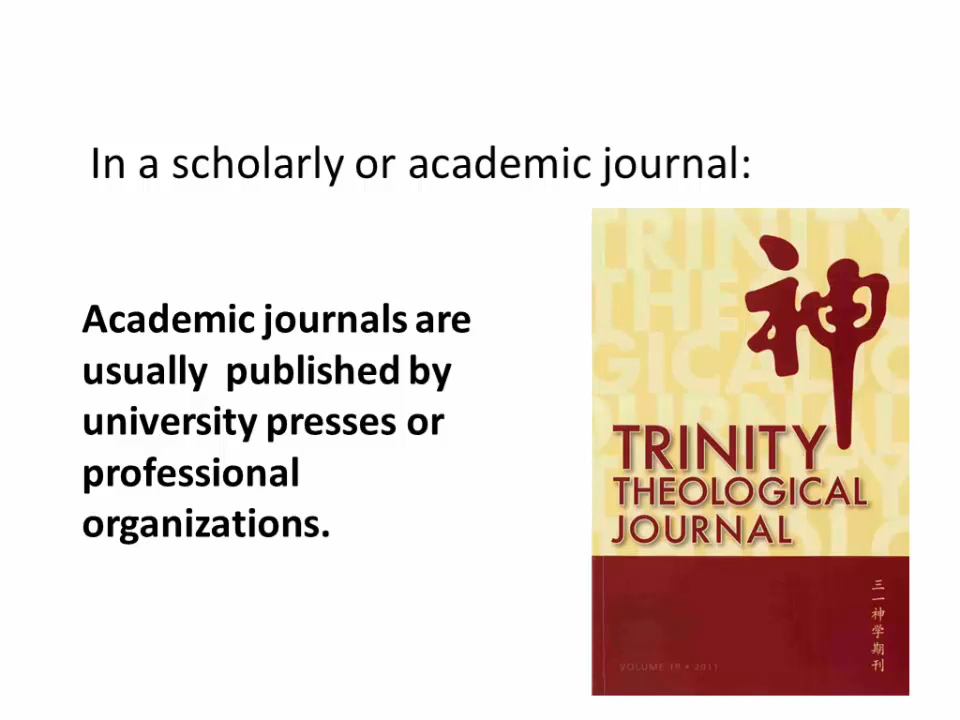 In a scholarly or academic journal:
Academic journals are
usually published by
university presses or
professional
organizations.
神
TRINITY
THEOLOGICAL
JOURNAL
三一神学期刊
VOLUME 19 • 2011